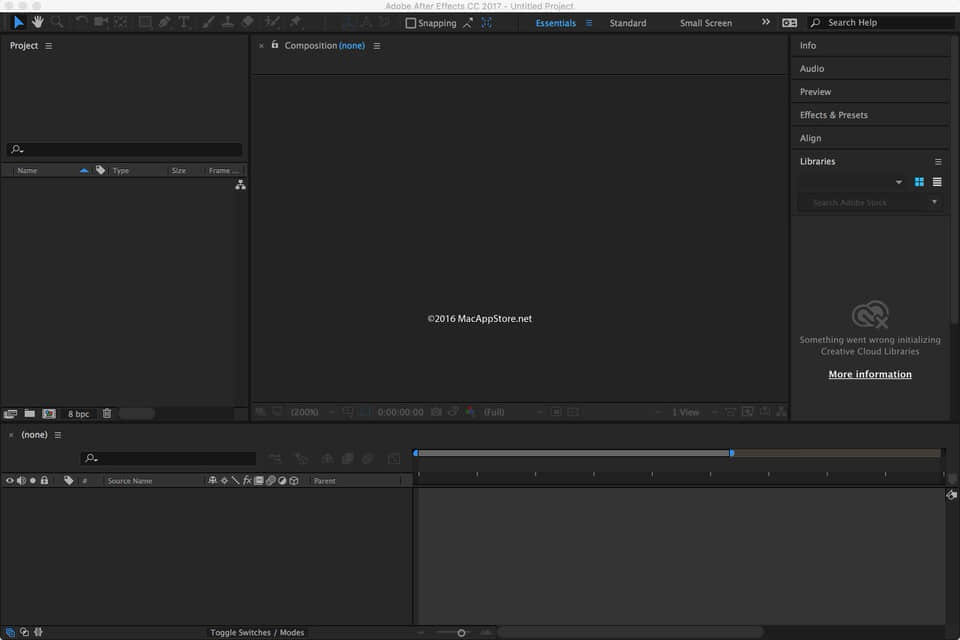 Adobe After Effects CC 2017 - Untitled Project
Snapping
Essentials
Standard
Small Screen
Search Help
Project
Composition (none)
Info
Audio
Preview
Effects & Presets
Align
Libraries
Search Adobe Stock
Name
Type
Size
Frame ...
©2016 MacAppStore.net
Something went wrong initializing
Creative Cloud Libraries
More information
8 bpc
(200%)
0:00:00:00
(Full)
1 View
(none)
#
Source Name
fx
Parent
Toggle Switches / Modes